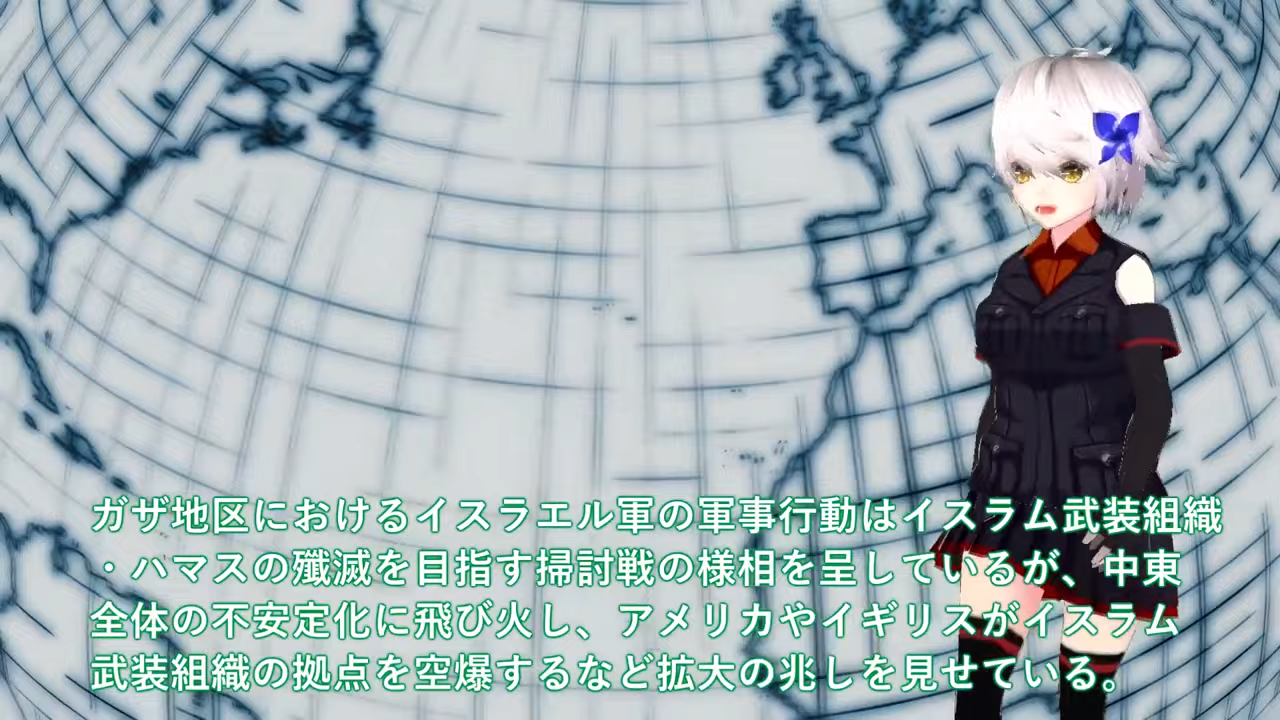 ガザ地区におけるイスラエル軍の軍事行動はイスラム武装組織
・ハマスの殲滅を目指す掃討戦の様相を呈しているが、中東
全体の不安定化に飛び火し、アメリカやイギリスがイスラム
武装組織の拠点を空爆するなど拡大の兆しを見せている。